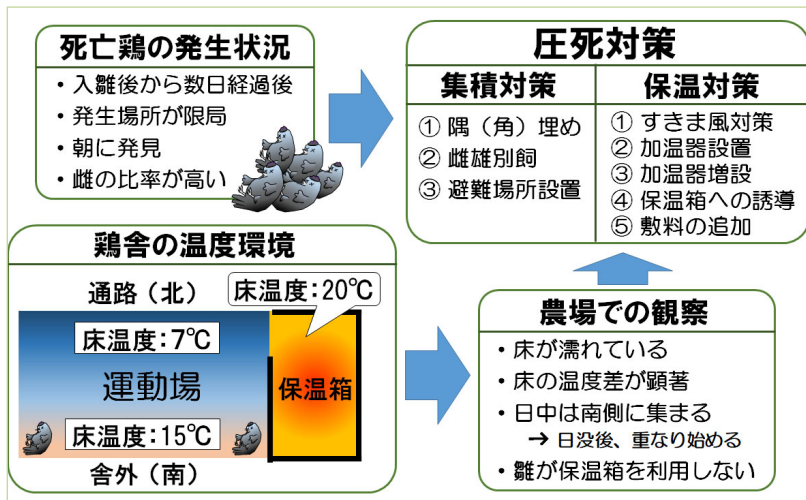 死亡鶏の発生状況
・入雛後から数日経過後
・発生場所が限局
・朝に発見
・雌の比率が高い
圧死対策
集積対策
① 隅（角）埋め
② 雌雄別飼
③ 避難場所設置
保温対策
① すきま風対策
② 加温器設置
③ 加温器増設
④ 保温箱への誘導
⑤ 敷料の追加
鶏舎の温度環境
通路（北）
床温度：20℃
床温度：7℃
運動場
保温箱
床温度：15℃
舎外（南）
農場での観察
・床が濡れている
・床の温度差が顕著
・日中は南側に集まる
→ 日没後、重なり始める
・雛が保温箱を利用しない